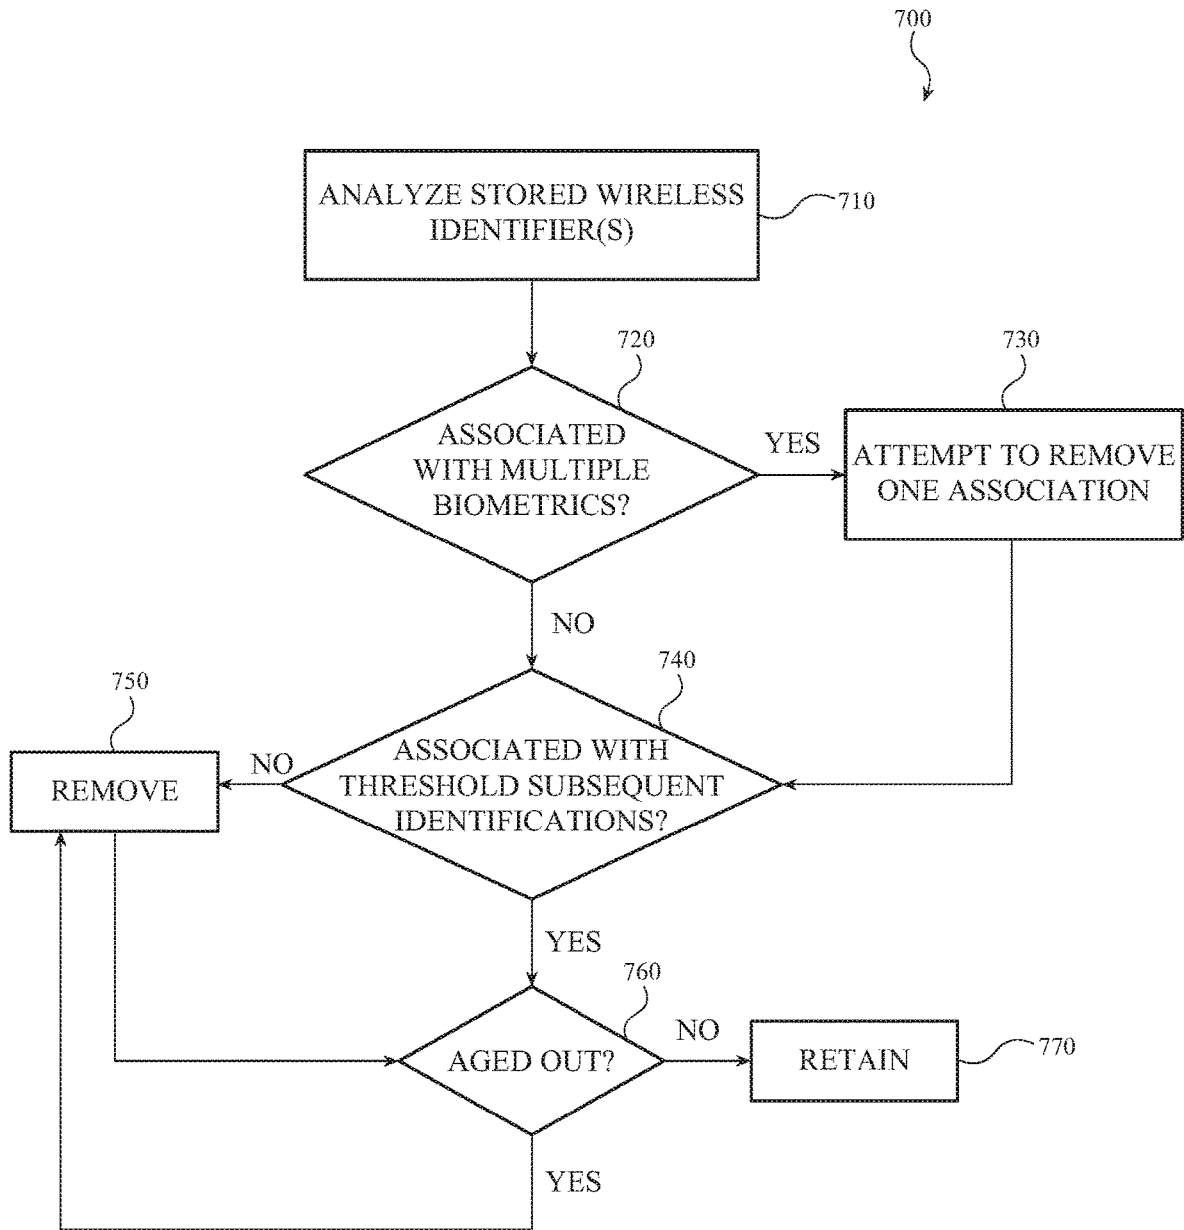 700
ANALYZE STORED WIRELESS
IDENTIFIER(S)
710
720
730
ASSOCIATED
WITH MULTIPLE
BIOMETRICS?
YES
ATTEMPT TO REMOVE
ONE ASSOCIATION
NO
740
750
ASSOCIATED WITH
THRESHOLD SUBSEQUENT
IDENTIFICATIONS?
NO
REMOVE
YES
760
AGED OUT?
NO
RETAIN
770
YES